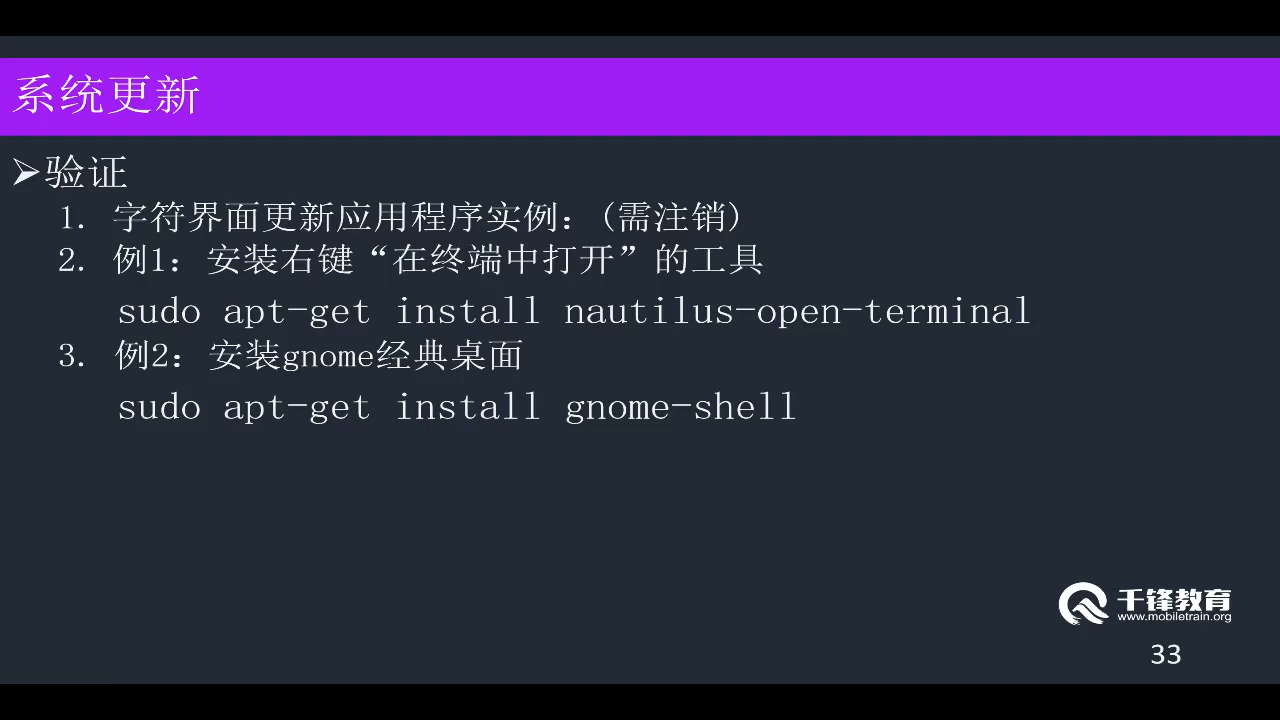 系统更新
➢验证
1. 字符界面更新应用程序实例：(需注销)
2. 例1：安装右键“在终端中打开”的工具
sudo apt-get install nautilus-open-terminal
3. 例2：安装gnome经典桌面
sudo apt-get install gnome-shell
千锋教育
www.mobiletrain.org
33